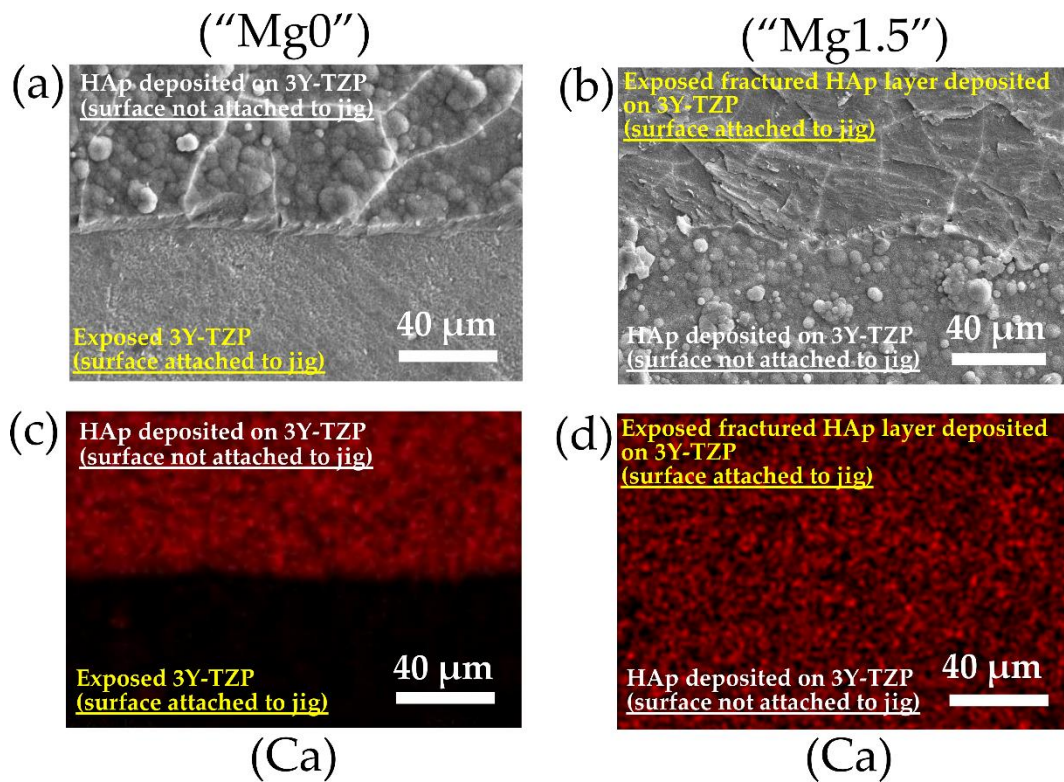 (“Mg0”)
(“Mg1.5”)
(a)
HAp deposited on 3Y-TZP
(surface not attached to jig)
40 μm
Exposed 3Y-TZP
(surface attached to jig)
(b)
Exposed fractured HAp layer deposited
on 3Y-TZP
(surface attached to jig)
40 μm
HAp deposited on 3Y-TZP
(surface not attached to jig)
(c)
HAp deposited on 3Y-TZP
(surface not attached to jig)
40 μm
Exposed 3Y-TZP
(surface attached to jig)
(d)
Exposed fractured HAp layer deposited
on 3Y-TZP
(surface attached to jig)
40 μm
HAp deposited on 3Y-TZP
(surface not attached to jig)
(Ca)
(Ca)